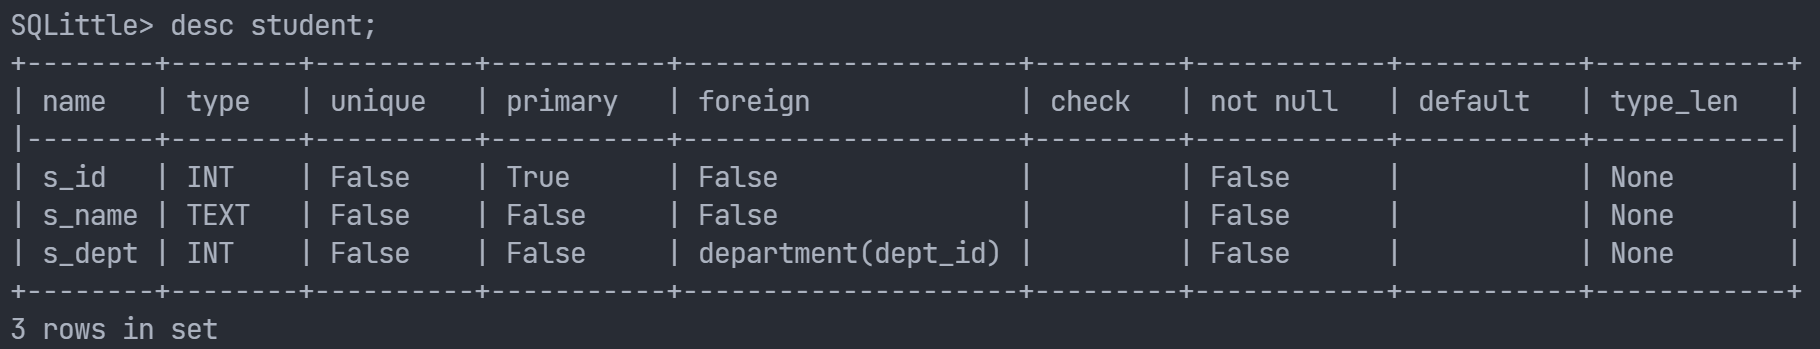 SQLittle> desc student;
+--------+--------+----------+-----------+---------------------+---------+------------+-----------+------------+
| name   | type   | unique   | primary   | foreign             | check   | not null   | default   | type_len   |
|--------+--------+----------+-----------+---------------------+---------+------------+-----------+------------|
| s_id   | INT    | False    | True      | False               |         | False      |           | None       |
| s_name | TEXT   | False    | False     | False               |         | False      |           | None       |
| s_dept | INT    | False    | False     | department(dept_id) |         | False      |           | None       |
+--------+--------+----------+-----------+---------------------+---------+------------+-----------+------------+
3 rows in set